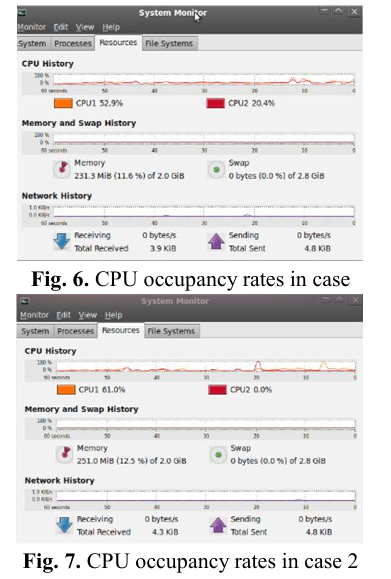 System Monitor
Monitor Edit View Help
System Processes Resources File Systems
CPU History
100 %
0 %
60 seconds 50 40 30 20 10 0
CPU1 52.9% CPU2 20.4%
Memory and Swap History
100 %
0 %
60 seconds 50 40 30 20 10 0
Memory Swap
231.3 MiB (11.6 %) of 2.0 GiB 0 bytes (0.0 %) of 2.8 GiB
Network History
1.0 KiB/s
0.0 KiB/s
60 seconds 50 40 30 20 10 0
Receiving 0 bytes/s Sending 0 bytes/s
Total Received 3.9 KiB Total Sent 4.8 KiB
Fig. 6. CPU occupancy rates in case
System Monitor
Monitor Edit View Help
System Processes Resources File Systems
CPU History
100 %
0 %
60 seconds 50 40 30 20 10 0
CPU1 61.0% CPU2 0.0%
Memory and Swap History
100 %
0 %
60 seconds 50 40 30 20 10 0
Memory Swap
251.0 MiB (12.5 %) of 2.0 GiB 0 bytes (0.0 %) of 2.8 GiB
Network History
1.0 KiB/s
0.0 KiB/s
60 seconds 50 40 30 20 10 0
Receiving 0 bytes/s Sending 0 bytes/s
Total Received 4.3 KiB Total Sent 4.8 KiB
Fig. 7. CPU occupancy rates in case 2